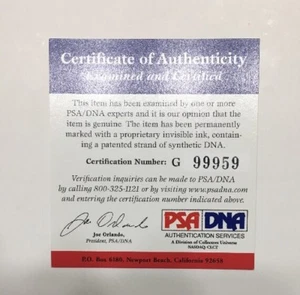 Certificate of Authenticity
Examined and Certified
This item has been examined by one or more
PSA/DNA experts and it is our opinion that the
item is genuine. The item has been permanently
marked with a proprietary invisible ink, contain-
ing a patented strand of synthetic DNA.
Certification Number: G 99959
Verification inquiries can be made to PSA/DNA
by calling 800-325-1121 or by visiting www.psadna.com
and entering the certification number indicated above.
Joe Orlando
Joe Orlando,
President, PSA/DNA
PSA DNA
AUTHENTICATION SERVICES
A Division of Collectors Universe
NASDAQ: CLCT
P.O. Box 6180, Newport Beach, California 92658